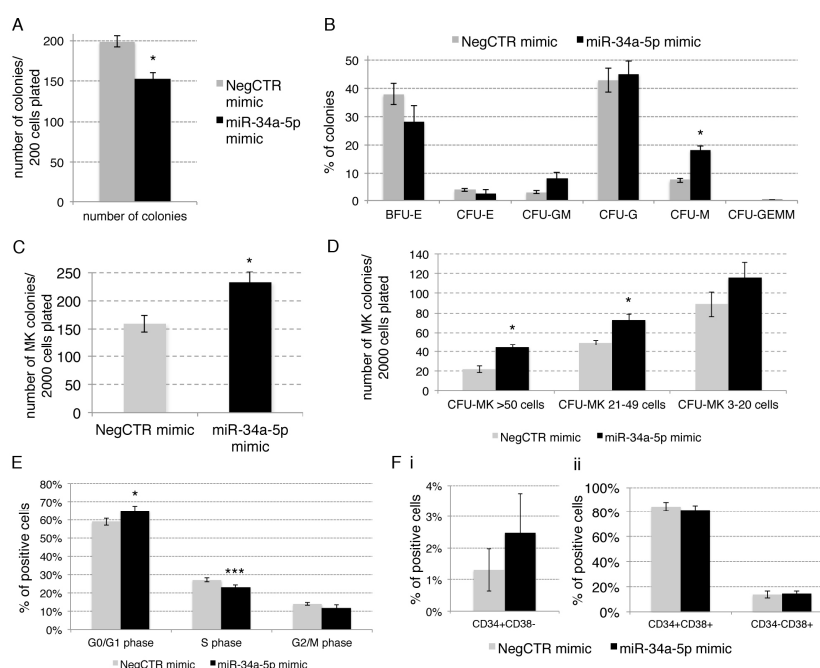 A
number of colonies/
200 cells plated
200
150
100
50
0
*
number of colonies
NegCTR
mimic
miR-34a-5p
mimic
B
NegCTR mimic
miR-34a-5p mimic
% of colonies
50
40
30
20
10
0
*
BFU-E
CFU-E
CFU-GM
CFU-G
CFU-M
CFU-GEMM
C
number of MK colonies/
2000 cells plated
250
200
150
100
50
0
*
NegCTR mimic
miR-34a-5p
mimic
D
number of MK colonies/
2000 cells plated
140
120
100
80
60
40
20
0
*
*
CFU-MK >50 cells
CFU-MK 21-49 cells
CFU-MK 3-20 cells
NegCTR mimic
miR-34a-5p mimic
E
% of positive cells
80%
70%
60%
50%
40%
30%
20%
10%
0%
*
***
G0/G1 phase
S phase
G2/M phase
NegCTR mimic
miR-34a-5p mimic
F i
% of positive cells
4%
3%
2%
1%
0%
CD34+CD38-
ii
% of positive cells
100%
80%
60%
40%
20%
0%
CD34+CD38+
CD34-CD38+
NegCTR mimic
miR-34a-5p mimic